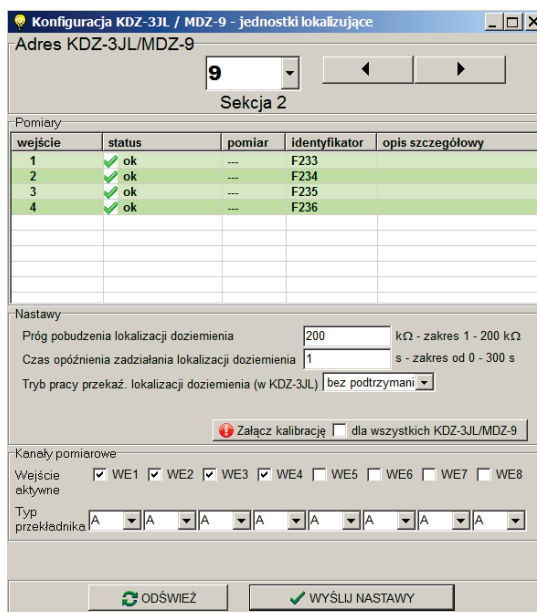 Konfiguracja KDZ-3JL / MDZ-9 - jednostki lokalizujące
Adres KDZ-3JL/MDZ-9
9
Sekcja 2
Pomiary
wejście status pomiar identyfikator opis szczegółowy
1 ok --- F233
2 ok --- F234
3 ok --- F235
4 ok --- F236
Nastawy
Próg pobudzenia lokalizacji doziemienia 200 kΩ - zakres 1 - 200 kΩ
Czas opóźnienia zadziałania lokalizacji doziemienia 1 s - zakres od 0 - 300 s
Tryb pracy przekaź. lokalizacji doziemienia (w KDZ-3JL) bez podtrzymani
Załącz kalibrację dla wszystkich KDZ-3JL/MDZ-9
Kanały pomiarowe
Wejście aktywne WE1 WE2 WE3 WE4 WE5 WE6 WE7 WE8
Typ przekładnika A A A A A A A A
ODŚWIEŻ WYŚLIJ NASTAWY